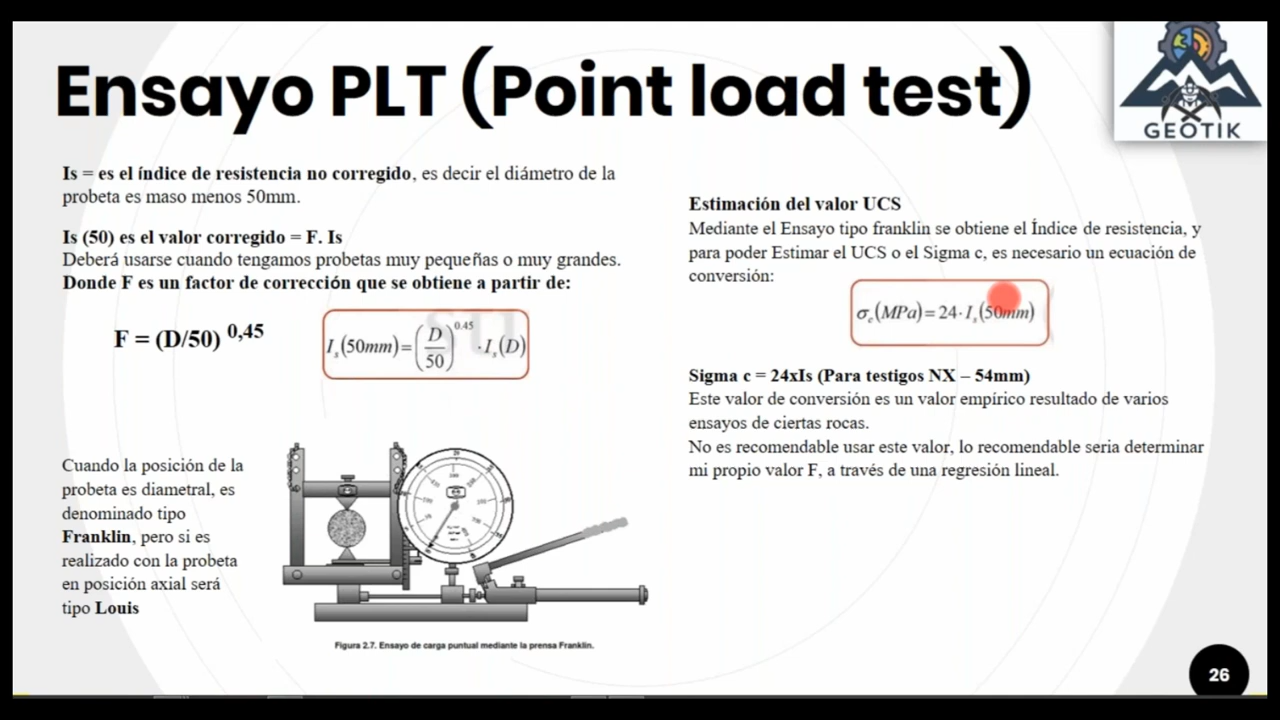 Ensayo PLT (Point load test)
GEOTIK
Is = es el índice de resistencia no corregido, es decir el diámetro de la
probeta es maso menos 50mm.
Is (50) es el valor corregido = F. Is
Deberá usarse cuando tengamos probetas muy pequeñas o muy grandes.
Donde F es un factor de corrección que se obtiene a partir de:
F = (D/50) 0,45
I_s(50mm)=(D/50)^0.45 · I_s(D)
Cuando la posición de la
probeta es diametral, es
denominado tipo
Franklin, pero si es
realizado con la probeta
en posición axial será
tipo Louis
Figura 2.7. Ensayo de carga puntual mediante la prensa Franklin.
Estimación del valor UCS
Mediante el Ensayo tipo franklin se obtiene el Índice de resistencia, y
para poder Estimar el UCS o el Sigma c, es necesario un ecuación de
conversión:
σ_c(MPa)=24·I_s(50mm)
Sigma c = 24xIs (Para testigos NX – 54mm)
Este valor de conversión es un valor empírico resultado de varios
ensayos de ciertas rocas.
No es recomendable usar este valor, lo recomendable seria determinar
mi propio valor F, a través de una regresión lineal.
26